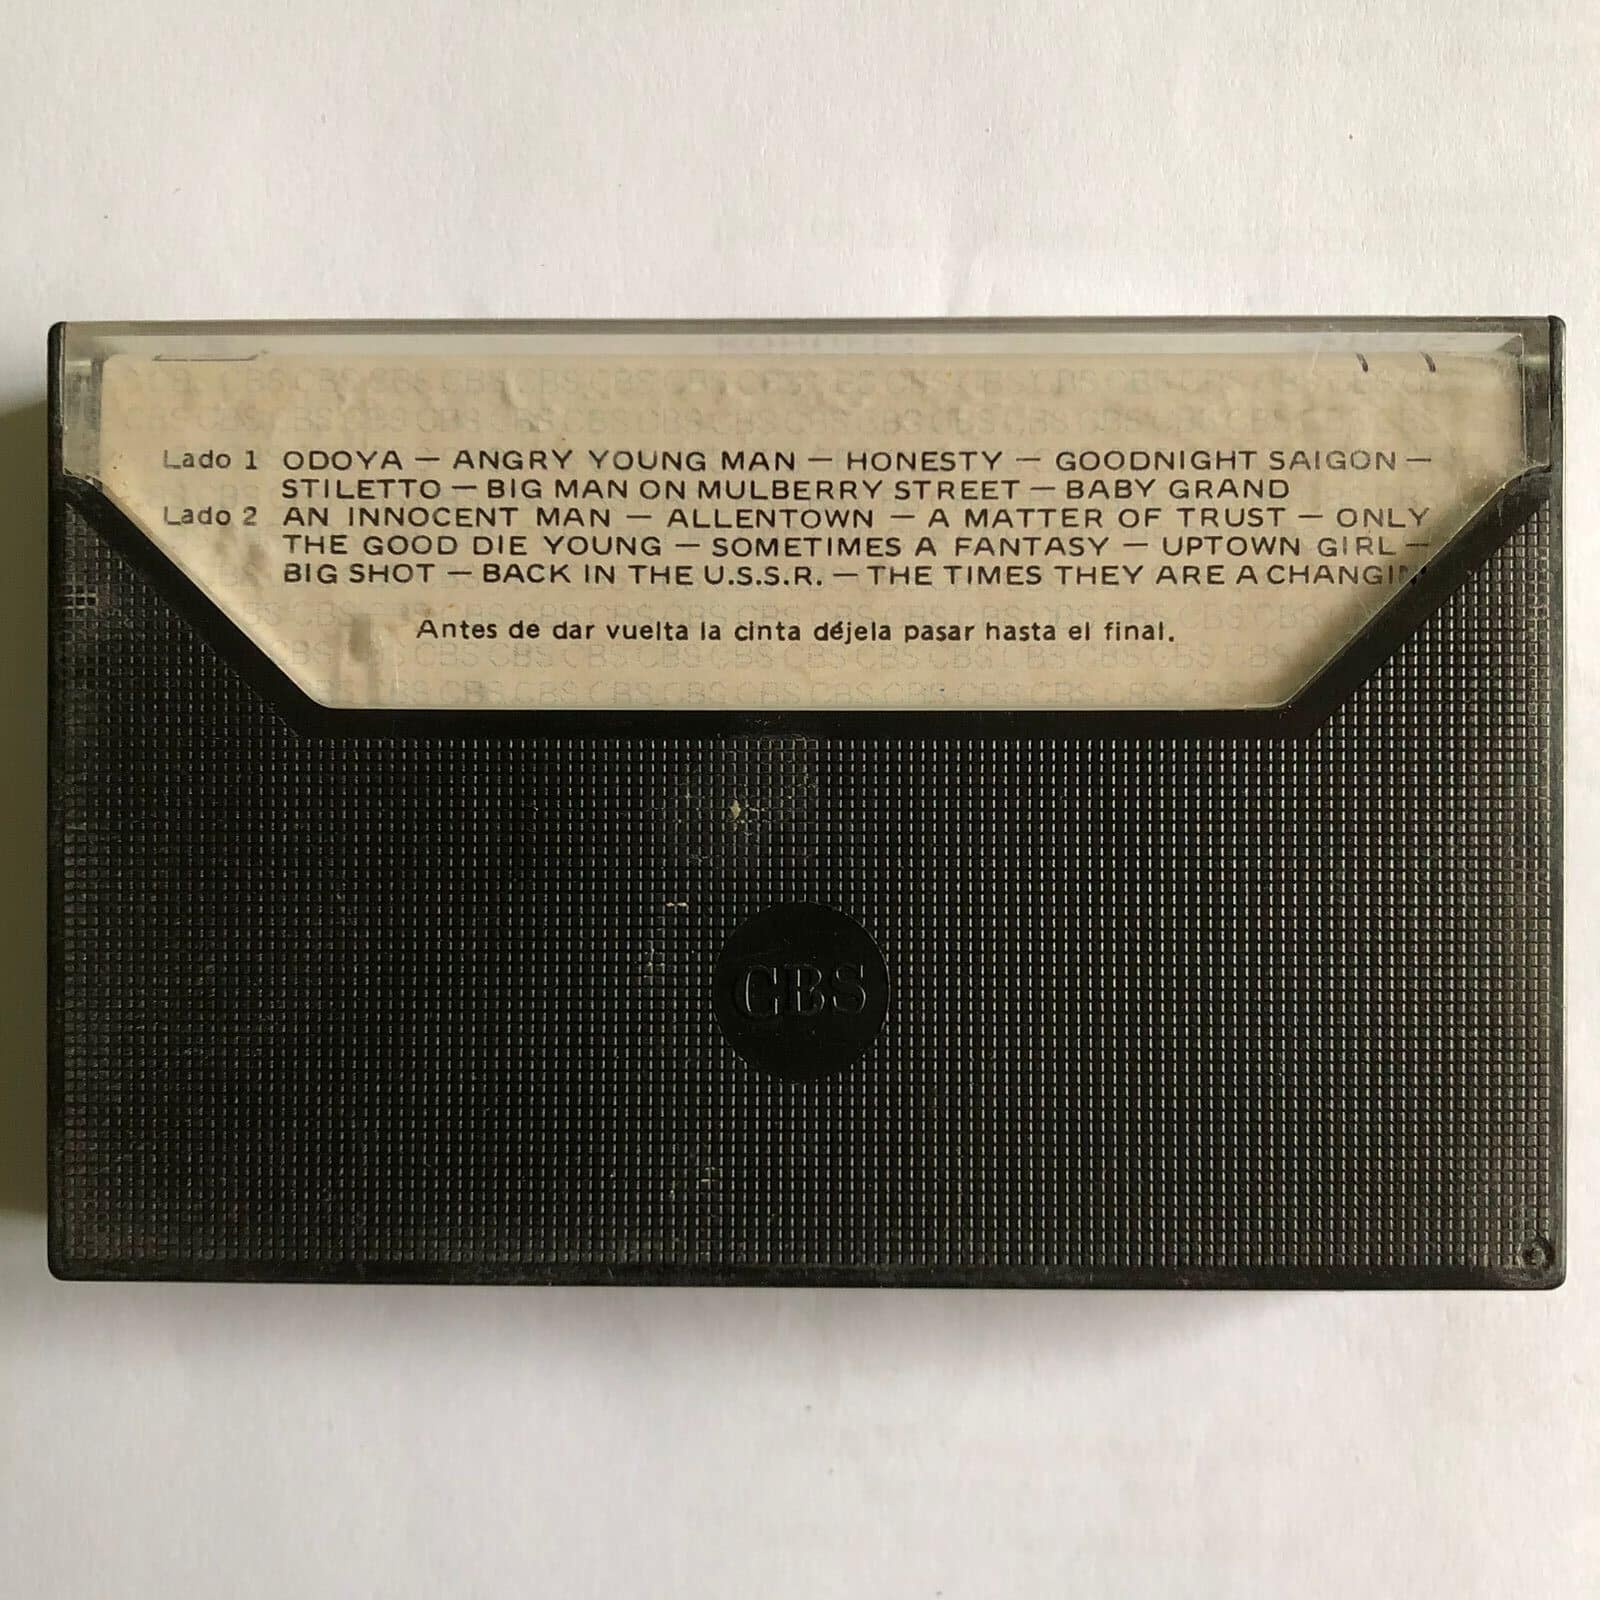 Lado 1 ODOYA — ANGRY YOUNG MAN — HONESTY — GOODNIGHT SAIGON —
STILETTO — BIG MAN ON MULBERRY STREET — BABY GRAND
Lado 2 AN INNOCENT MAN — ALLENTOWN — A MATTER OF TRUST — ONLY
THE GOOD DIE YOUNG — SOMETIMES A FANTASY — UPTOWN GIRL —
BIG SHOT — BACK IN THE U.S.S.R. — THE TIMES THEY ARE A CHANGIN'
Antes de dar vuelta la cinta déjela pasar hasta el final.
CBS